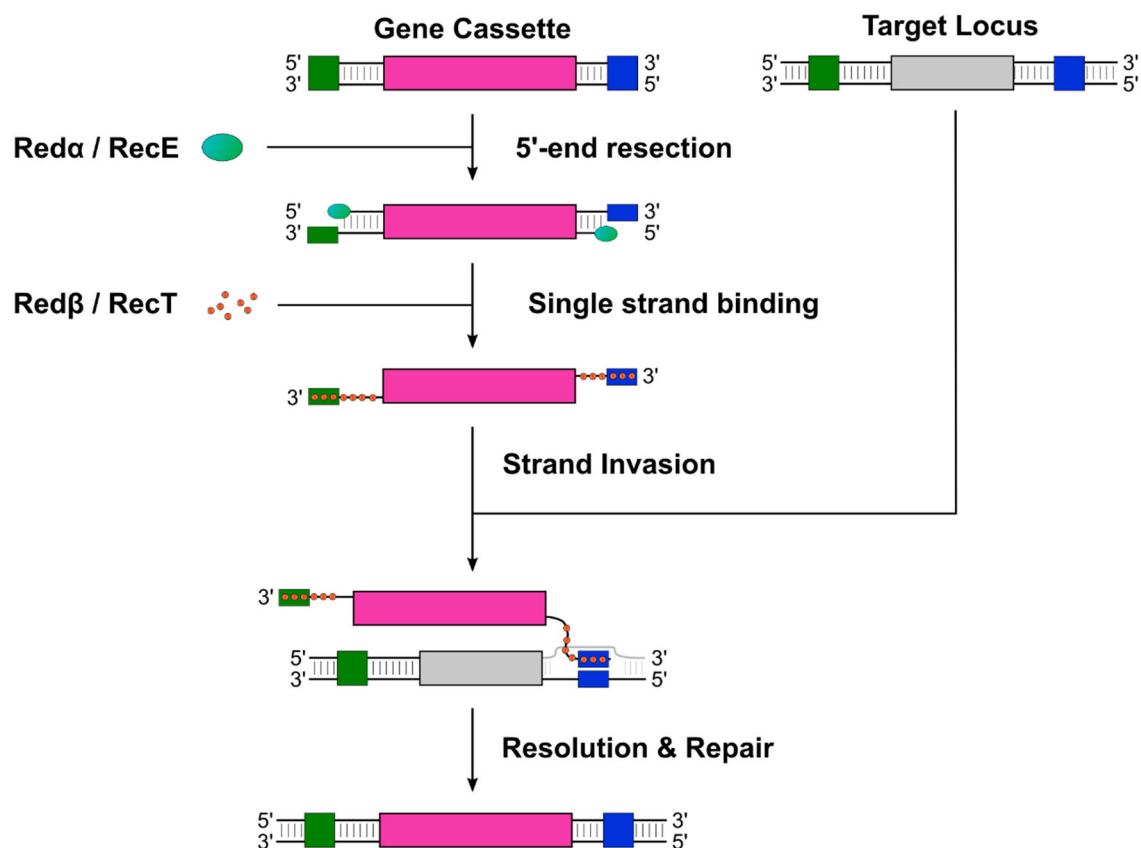 Gene Cassette
Target Locus
5' 3' 5' 3'
3' 5' 3' 5'
Redα / RecE
5'-end resection
5' 3'
3' 5'
Redβ / RecT
Single strand binding
3'
3'
Strand Invasion
3'
5' 3'
3' 5'
Resolution & Repair
5' 3'
3' 5'